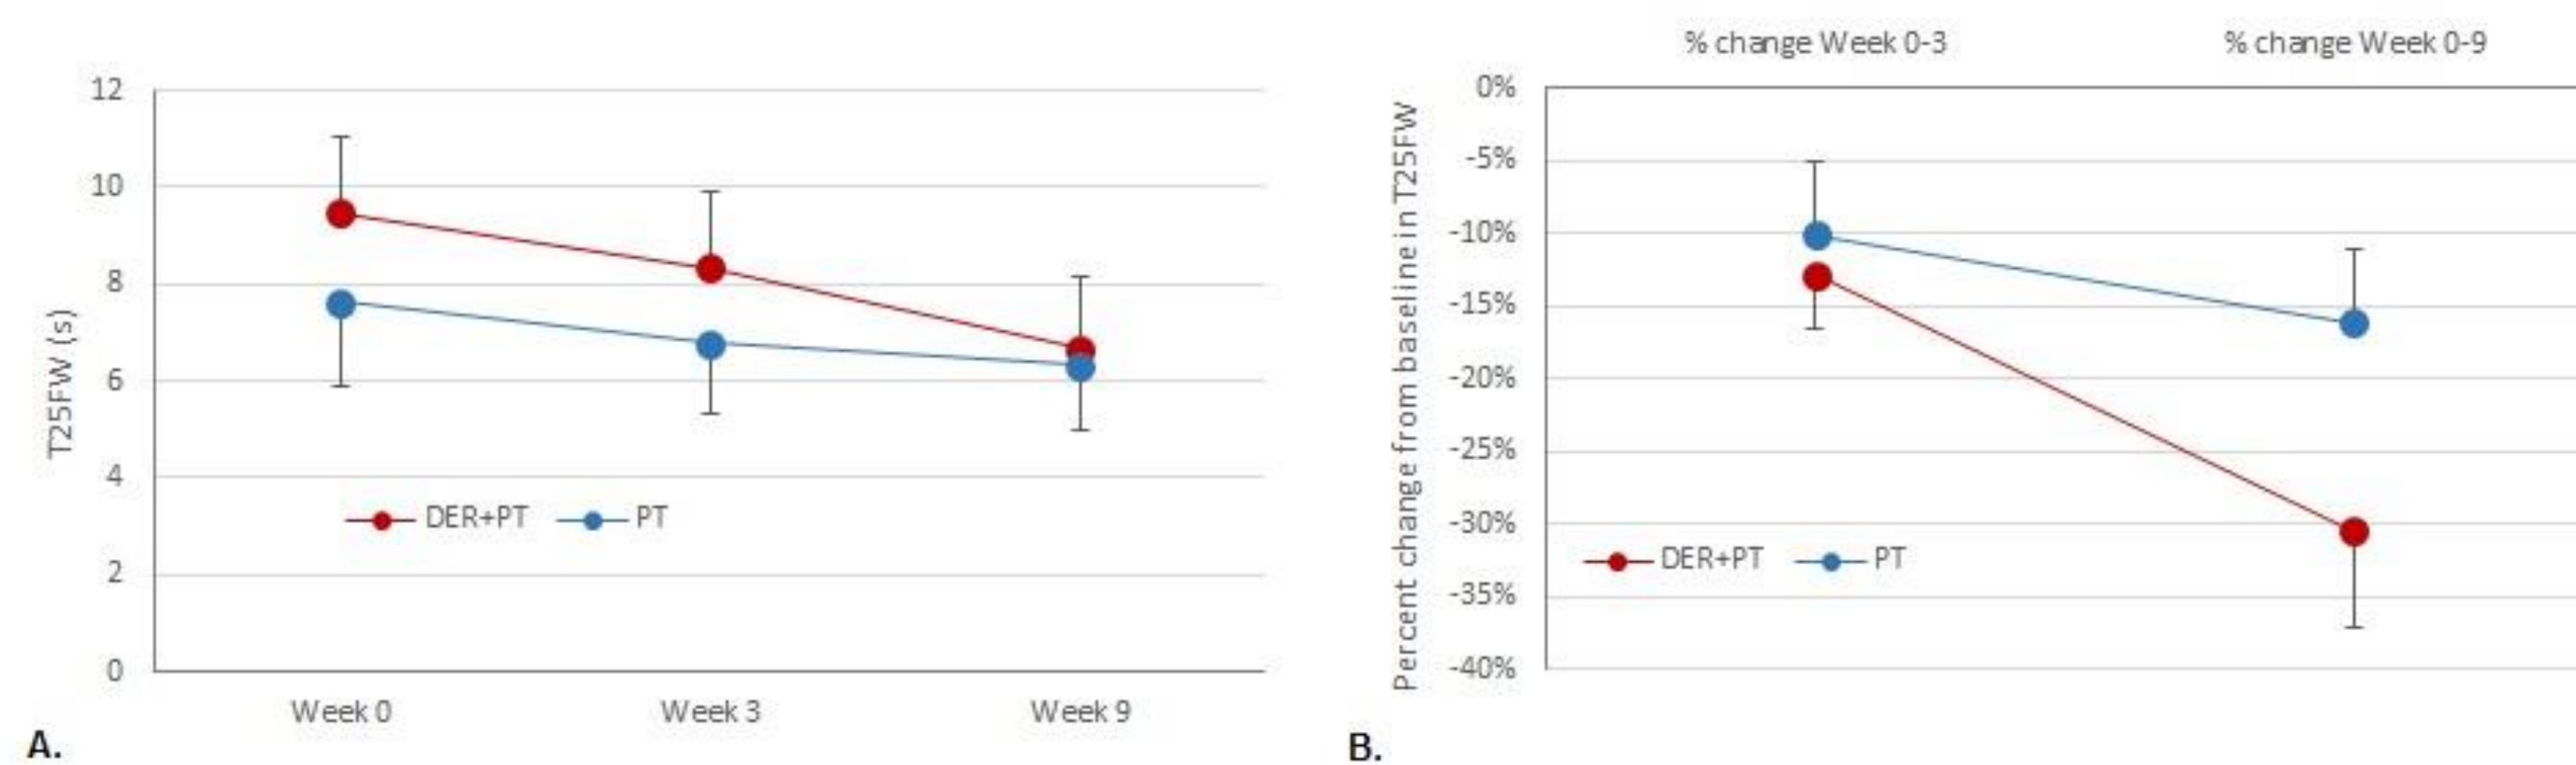 T25FW (s)
12
10
8
6
4
2
0
DER+PT
PT
Week 0
Week 3
Week 9
A.
% change Week 0-3
% change Week 0-9
Percent change from baseline in T25FW
0%
-5%
-10%
-15%
-20%
-25%
-30%
-35%
-40%
DER+PT
PT
B.